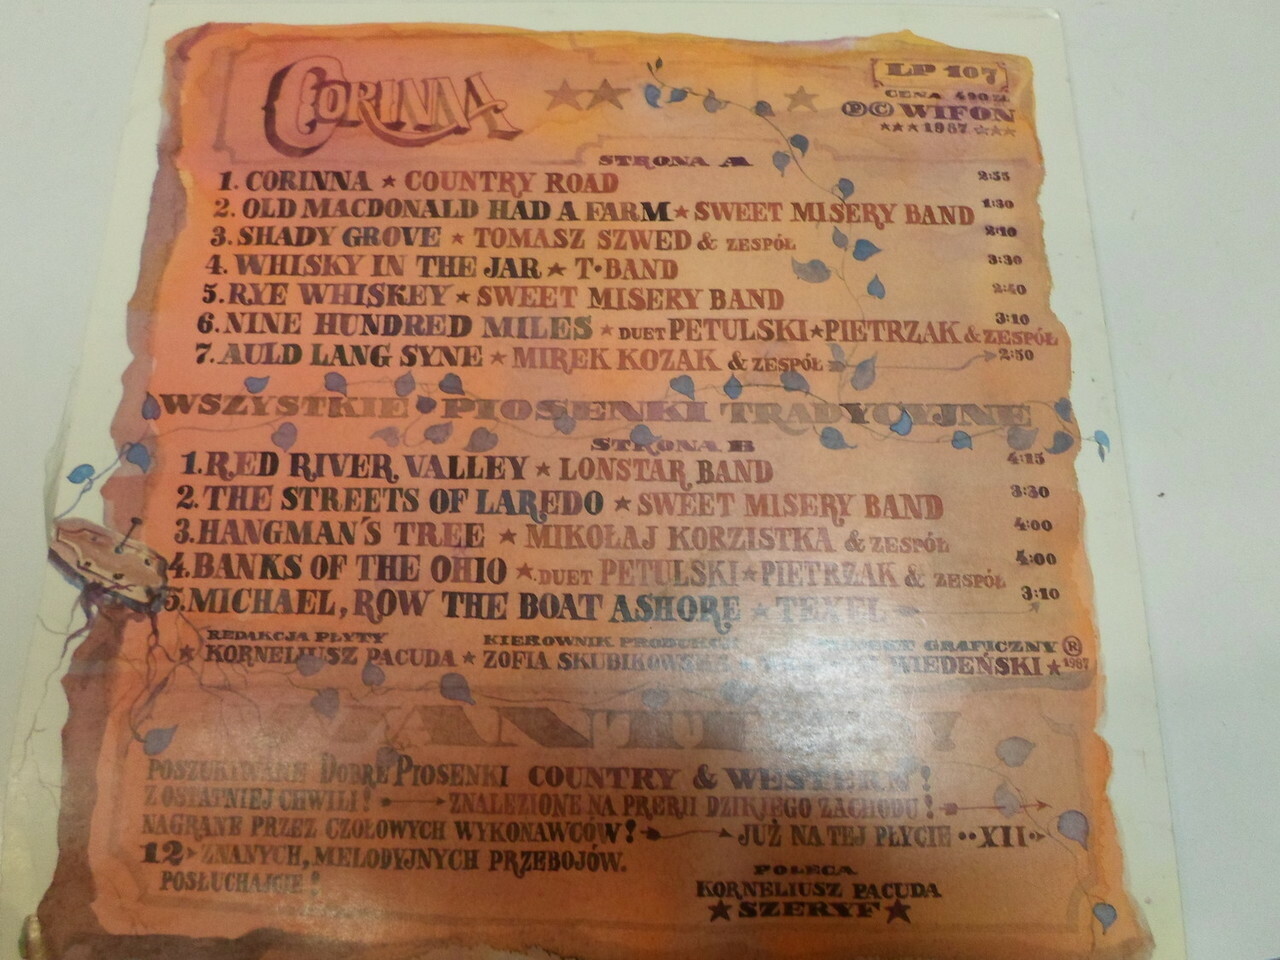 CORINNA
LP 107
CENA 490 ZŁ
Ⓟ© WIFON
★★★ 1987 ★★★
STRONA A
1. CORINNA ★ COUNTRY ROAD 2:55
2. OLD MACDONALD HAD A FARM ★ SWEET MISERY BAND 1:30
3. SHADY GROVE ★ TOMASZ SZWED & ZESPÓŁ 2:10
4. WHISKY IN THE JAR ★ T•BAND 3:30
5. RYE WHISKEY ★ SWEET MISERY BAND 2:40
6. NINE HUNDRED MILES ★ DUET PETULSKI ★ PIETRZAK & ZESPÓŁ 3:10
7. AULD LANG SYNE ★ MIREK KOZAK & ZESPÓŁ 2:50
WSZYSTKIE PIOSENKI TRADYCYJNE
STRONA B
1. RED RIVER VALLEY ★ LONSTAR BAND 4:15
2. THE STREETS OF LAREDO ★ SWEET MISERY BAND 3:30
3. HANGMAN'S TREE ★ MIKOŁAJ KORZISTKA & ZESPÓŁ 4:00
4. BANKS OF THE OHIO ★ DUET PETULSKI ★ PIETRZAK & ZESPÓŁ 4:00
5. MICHAEL, ROW THE BOAT ASHORE ★ TEXEL 3:10
REDAKCJA PŁYTY KIEROWNIK GRAFICZNY ®
★ KORNELIUSZ PACUDA ★ ZOFIA WIEDEŃSKI ★ 1987
POSZUKIWANE DOBRE PIOSENKI COUNTRY & WESTERN!
Z OSTATNIEJ CHWILI! ZNALEZIONE NA PRERII DZIKIEGO ZACHODU!
NAGRANE PRZEZ CZOŁOWYCH WYKONAWCÓW! JUŻ NA TEJ PŁYCIE ••XII••
12 ZNANYCH, MELODYJNYCH PRZEBOJÓW.
POSŁUCHAJCIE!
POLECA
KORNELIUSZ PACUDA
★ SZERYF ★